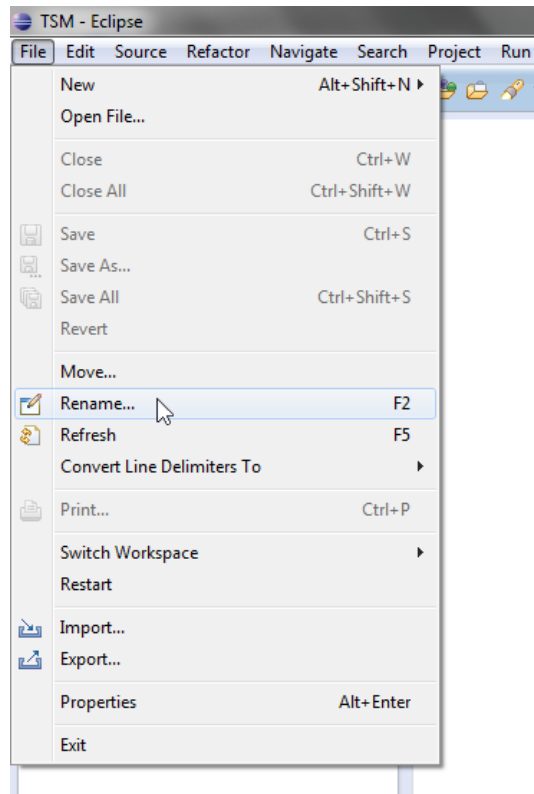 TSM - Eclipse
File Edit Source Refactor Navigate Search Project Run
New Alt+Shift+N
Open File...
Close Ctrl+W
Close All Ctrl+Shift+W
Save Ctrl+S
Save As...
Save All Ctrl+Shift+S
Revert
Move...
Rename... F2
Refresh F5
Convert Line Delimiters To
Print... Ctrl+P
Switch Workspace
Restart
Import...
Export...
Properties Alt+Enter
Exit